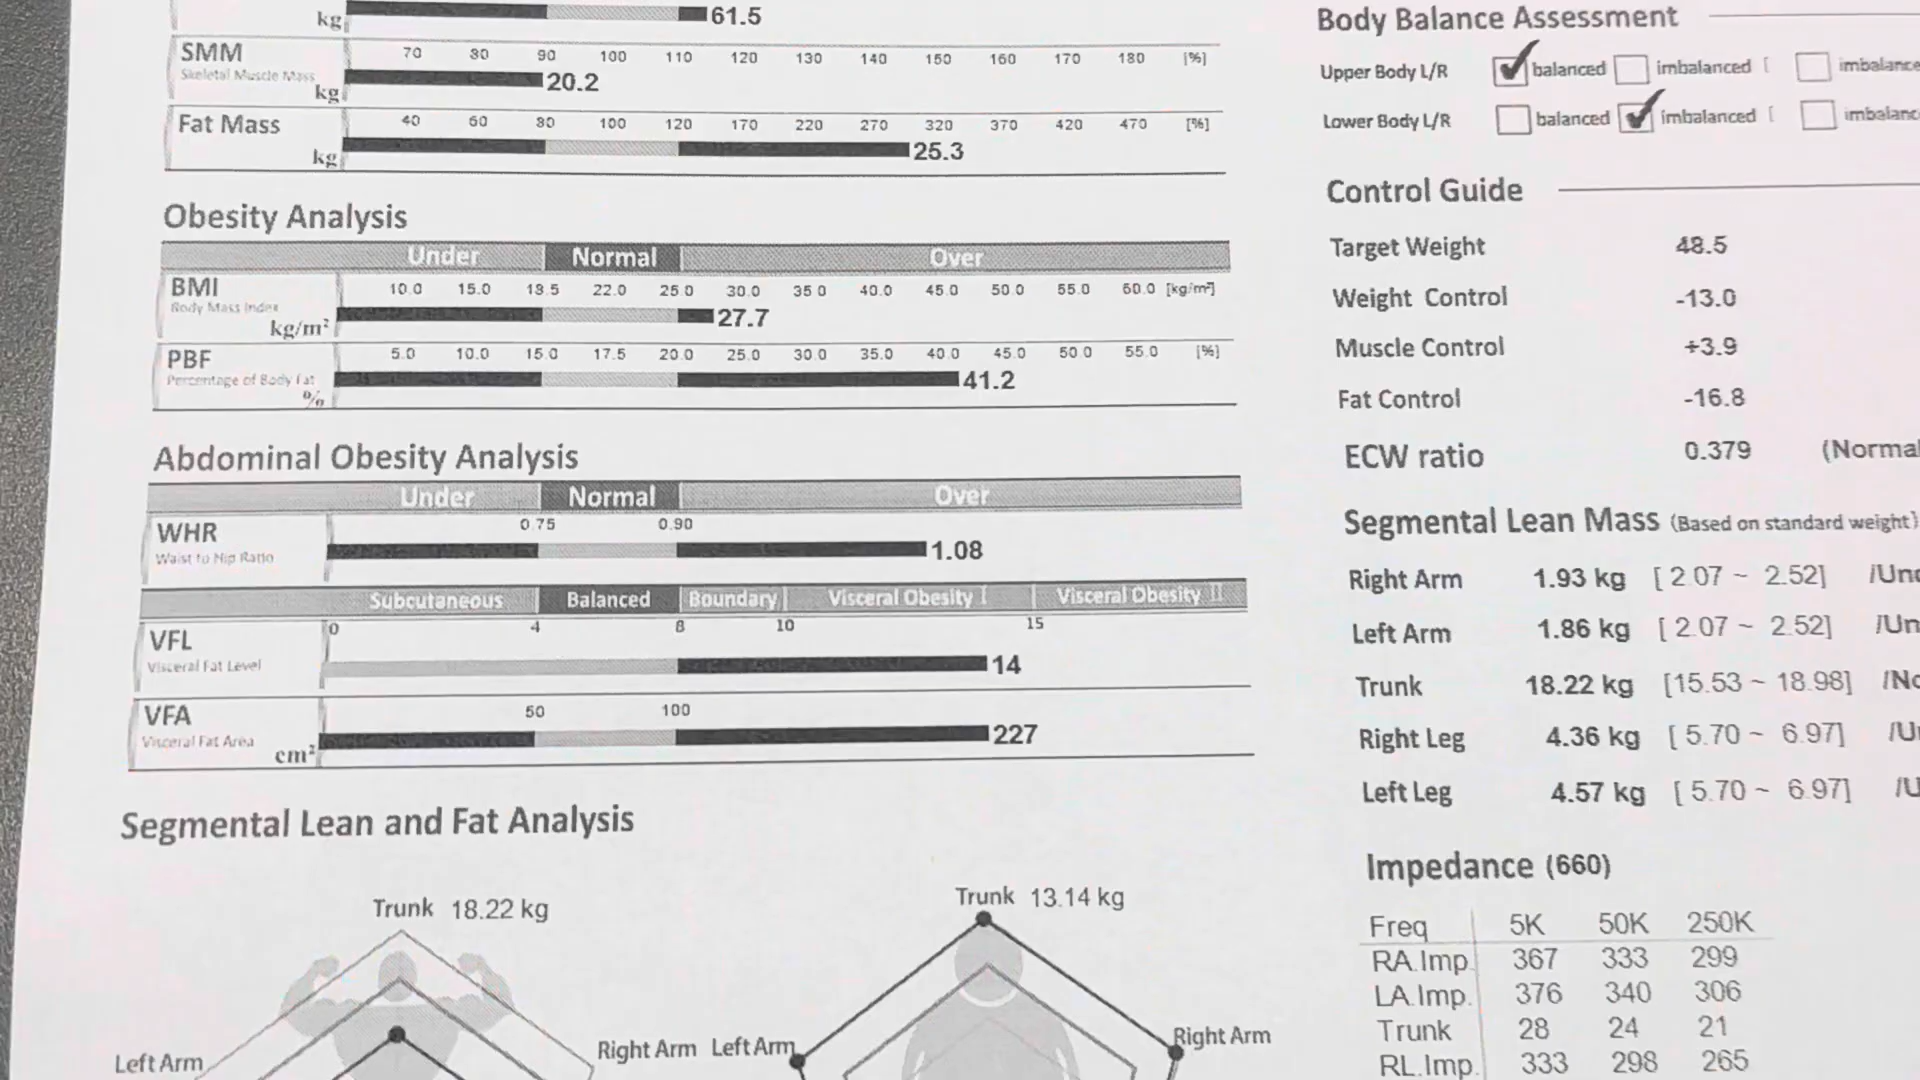 kg 61.5
SMM 70 80 90 100 110 120 130 140 150 160 170 180 [%]
Skeletal Muscle Mass
kg 20.2
Fat Mass 40 60 80 100 120 170 220 270 320 370 420 470 [%]
kg 25.3
Obesity Analysis
Under Normal Over
BMI 10.0 15.0 18.5 22.0 25.0 30.0 35.0 40.0 45.0 50.0 55.0 60.0 [kg/m²]
Body Mass Index
kg/m² 27.7
PBF 5.0 10.0 15.0 17.5 20.0 25.0 30.0 35.0 40.0 45.0 50.0 55.0 [%]
Percentage of Body Fat
% 41.2
Abdominal Obesity Analysis
Under Normal Over
WHR 0.75 0.90
Waist to Hip Ratio 1.08
Subcutaneous Balanced Boundary Visceral Obesity I Visceral Obesity II
VFL 0 4 8 10 15
Visceral Fat Level 14
VFA 50 100
Visceral Fat Area
cm² 227
Segmental Lean and Fat Analysis
Trunk 18.22 kg
Left Arm Right Arm
Trunk 13.14 kg
Left Arm Right Arm
Body Balance Assessment
Upper Body L/R balanced imbalanced [ imbalance
Lower Body L/R balanced imbalanced [ imbalanc
Control Guide
Target Weight 48.5
Weight Control -13.0
Muscle Control +3.9
Fat Control -16.8
ECW ratio 0.379 (Normal
Segmental Lean Mass (Based on standard weight)
Right Arm 1.93 kg [ 2.07 ~ 2.52] /Und
Left Arm 1.86 kg [ 2.07 ~ 2.52] /Un
Trunk 18.22 kg [15.53 ~ 18.98] /No
Right Leg 4.36 kg [ 5.70 ~ 6.97] /U
Left Leg 4.57 kg [ 5.70 ~ 6.97] /U
Impedance (660)
Freq 5K 50K 250K
RA.Imp. 367 333 299
LA.Imp. 376 340 306
Trunk 28 24 21
RL.Imp. 333 298 265